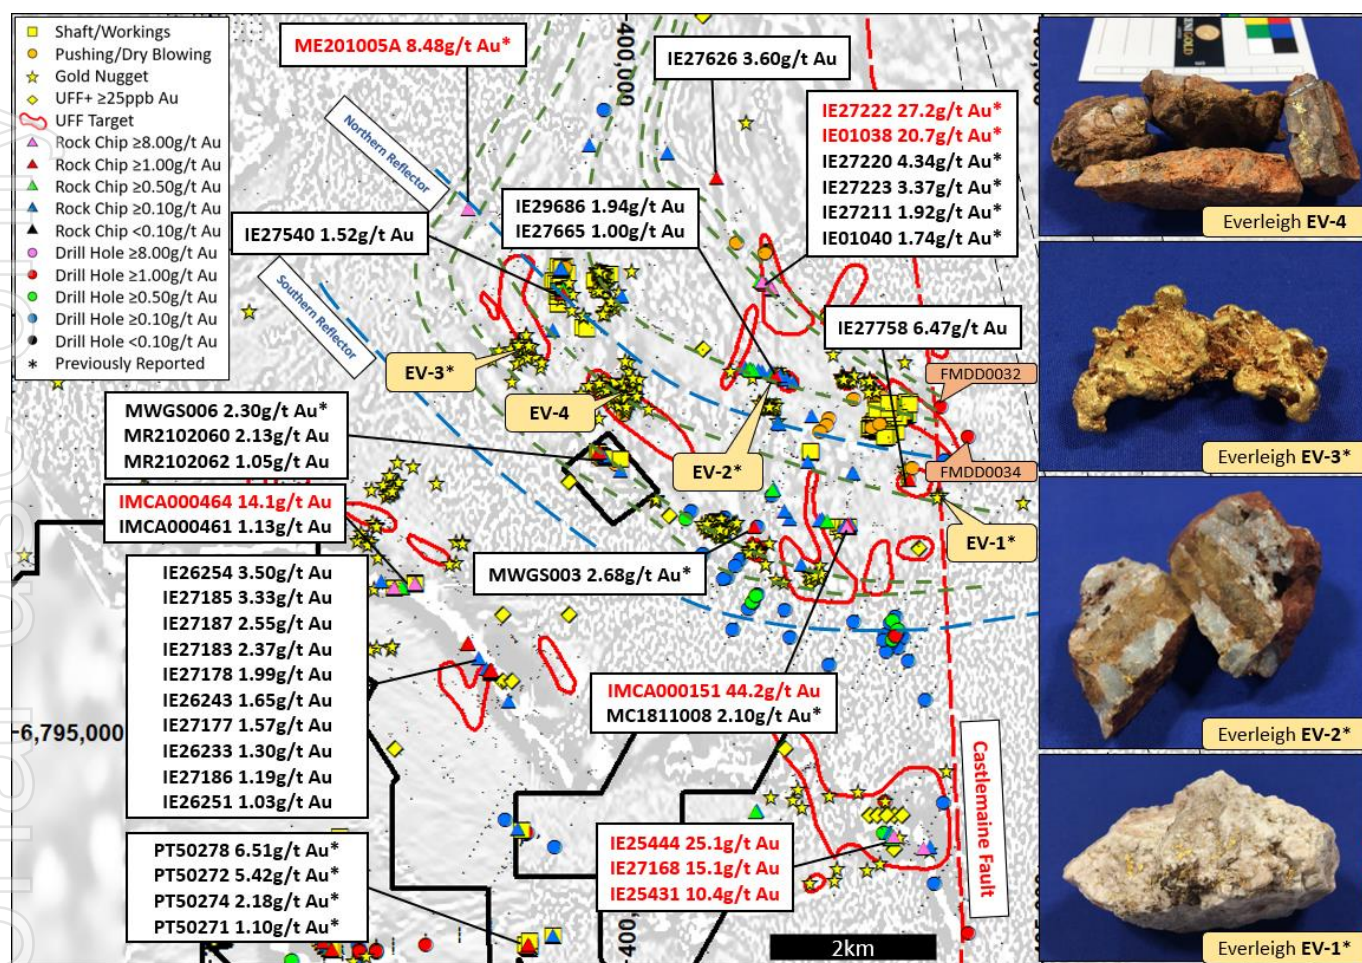 Shaft/Workings
Pushing/Dry Blowing
Gold Nugget
UFF+ ≥25ppb Au
UFF Target
Rock Chip ≥8.00g/t Au
Rock Chip ≥1.00g/t Au
Rock Chip ≥0.50g/t Au
Rock Chip ≥0.10g/t Au
Rock Chip <0.10g/t Au
Drill Hole ≥8.00g/t Au
Drill Hole ≥1.00g/t Au
Drill Hole ≥0.50g/t Au
Drill Hole ≥0.10g/t Au
Drill Hole <0.10g/t Au
* Previously Reported
ME201005A 8.48g/t Au*
400,000
IE27626 3.60g/t Au
IE27222 27.2g/t Au*
IE01038 20.7g/t Au*
IE27220 4.34g/t Au*
IE27223 3.37g/t Au*
IE27211 1.92g/t Au*
IE01040 1.74g/t Au*
Northern Reflector
Southern Reflector
IE27540 1.52g/t Au
IE29686 1.94g/t Au
IE27665 1.00g/t Au
IE27758 6.47g/t Au
EV-3*
EV-4
EV-2*
EV-1*
FMDD0032
FMDD0034
MWGS006 2.30g/t Au*
MR2102060 2.13g/t Au
MR2102062 1.05g/t Au
IMCA000464 14.1g/t Au
IMCA000461 1.13g/t Au
MWGS003 2.68g/t Au*
IE26254 3.50g/t Au
IE27185 3.33g/t Au
IE27187 2.55g/t Au
IE27183 2.37g/t Au
IE27178 1.99g/t Au
IE26243 1.65g/t Au
IE27177 1.57g/t Au
IE26233 1.30g/t Au
IE27186 1.19g/t Au
IE26251 1.03g/t Au
IMCA000151 44.2g/t Au
MC1811008 2.10g/t Au*
6,795,000
Castlemaine Fault
PT50278 6.51g/t Au*
PT50272 5.42g/t Au*
PT50274 2.18g/t Au*
PT50271 1.10g/t Au*
IE25444 25.1g/t Au
IE27168 15.1g/t Au
IE25431 10.4g/t Au
2km
Everleigh EV-4
Everleigh EV-3*
Everleigh EV-2*
Everleigh EV-1*